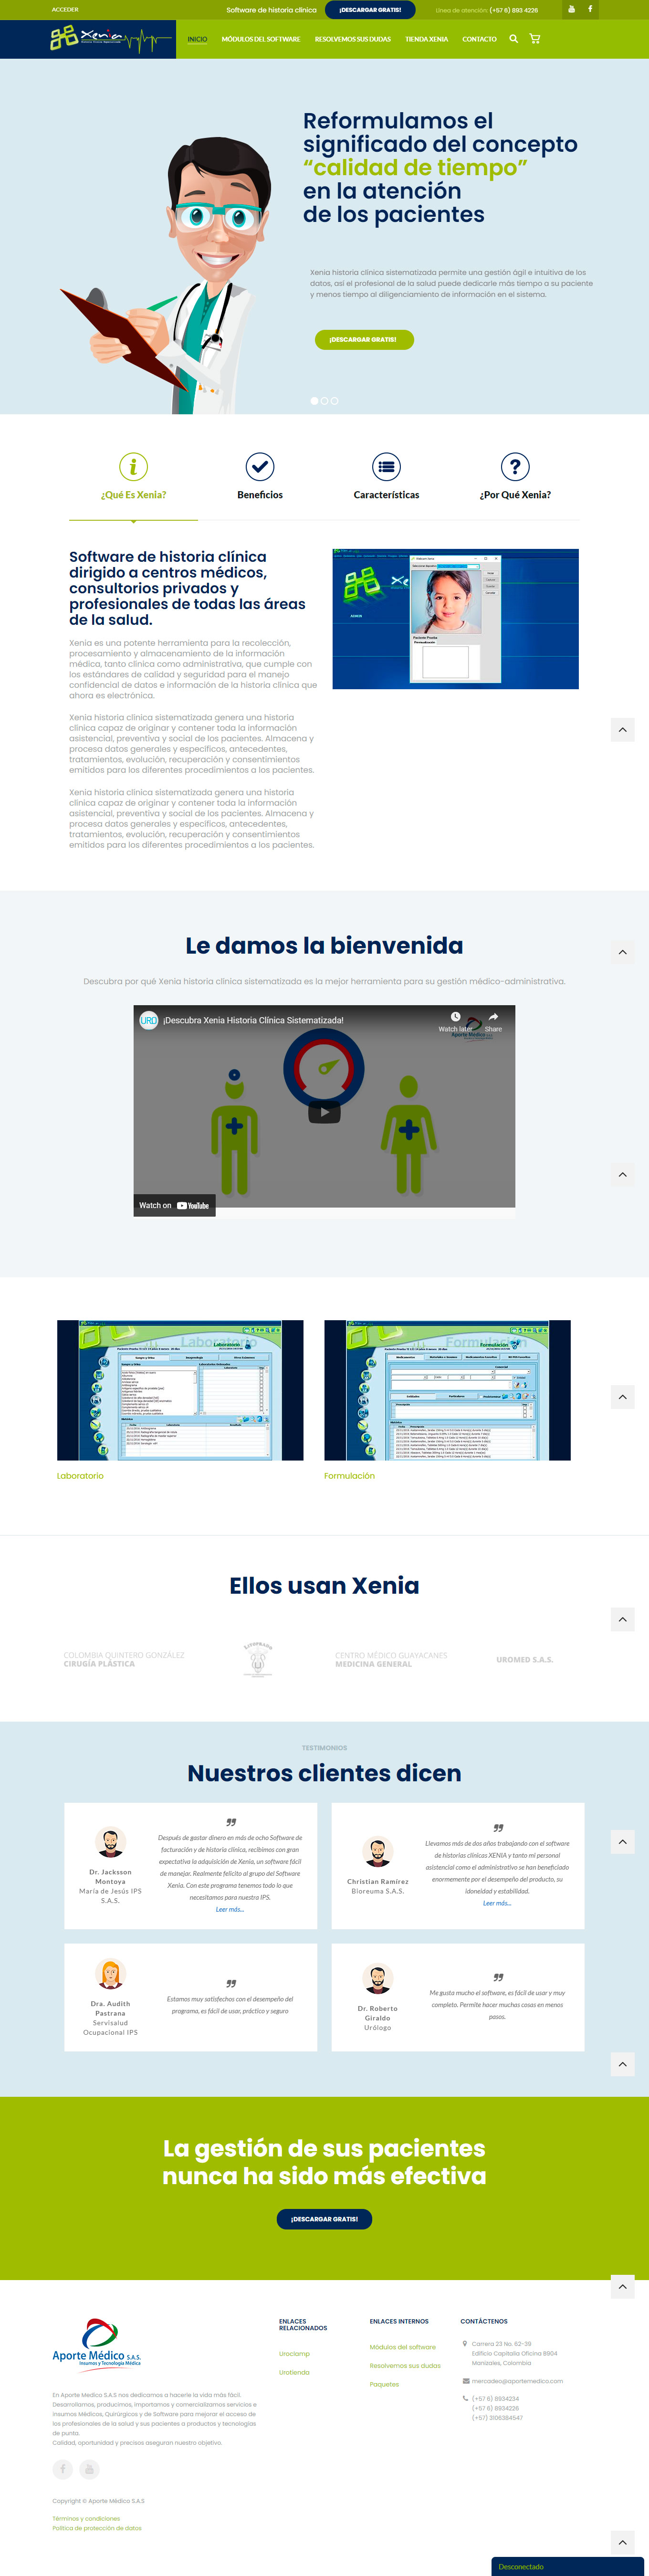 ACCEDER
Software de historia clínica
¡DESCARGAR GRATIS!
Línea de atención: (+57 6) 893 4226
Xenia
INICIO
MÓDULOS DEL SOFTWARE
RESOLVEMOS SUS DUDAS
TIENDA XENIA
CONTACTO
Reformulamos el
significado del concepto
“calidad de tiempo”
en la atención
de los pacientes
Xenia historia clínica sistematizada permite una gestión ágil e intuitiva de los
datos, así el profesional de la salud puede dedicarle más tiempo a su paciente
y menos tiempo al diligenciamiento de información en el sistema.
¡DESCARGAR GRATIS!
¿Qué Es Xenia?
Beneficios
Características
¿Por Qué Xenia?
Software de historia clínica
dirigido a centros médicos,
consultorios privados y
profesionales de todas las áreas
de la salud.
Xenia es una potente herramienta para la recolección,
procesamiento y almacenamiento de la información
médica, tanto clínica como administrativa, que cumple con
los estándares de calidad y seguridad para el manejo
confidencial de datos e información de la historia clínica que
ahora es electrónica.
Xenia historia clínica sistematizada genera una historia
clínica capaz de originar y contener toda la información
asistencial, preventiva y social de los pacientes. Almacena y
procesa datos generales y específicos, antecedentes,
tratamientos, evolución, recuperación y consentimientos
emitidos para los diferentes procedimientos a los pacientes.
Xenia historia clínica sistematizada genera una historia
clínica capaz de originar y contener toda la información
asistencial, preventiva y social de los pacientes. Almacena y
procesa datos generales y específicos, antecedentes,
tratamientos, evolución, recuperación y consentimientos
emitidos para los diferentes procedimientos a los pacientes.
Le damos la bienvenida
Descubra por qué Xenia historia clínica sistematizada es la mejor herramienta para su gestión médico-administrativa.
URO
¡Descubra Xenia Historia Clínica Sistematizada!
Watch later
Share
Watch on YouTube
Laboratorio
Formulación
Laboratorio
Formulación
Ellos usan Xenia
COLOMBIA QUINTERO GONZÁLEZ
CIRUGÍA PLÁSTICA
CENTRO MÉDICO GUAYACANES
MEDICINA GENERAL
UROMED S.A.S.
TESTIMONIOS
Nuestros clientes dicen
Dr. Jacksson
Montoya
María de Jesús IPS
S.A.S.
Después de gastar dinero en más de ocho Software de
facturación y de historia clínica, recibimos con gran
expectativa la adquisición de Xenia, un software fácil
de manejar. Realmente felicito al grupo del Software
Xenia. Con este programa tenemos todo lo que
necesitamos para nuestra IPS.
Leer más...
Christian Ramírez
Bioreuma S.A.S.
Llevamos más de dos años trabajando con el software
de historias clínicas XENIA y tanto mi personal
asistencial como el administrativo se han beneficiado
enormemente por el desempeño del producto, su
idoneidad y estabilidad.
Leer más...
Dra. Audith
Pastrana
Servisalud
Ocupacional IPS
Estamos muy satisfechos con el desempeño del
programa, es fácil de usar, práctico y seguro
Dr. Roberto
Giraldo
Urólogo
Me gusta mucho el software, es fácil de usar y muy
completo. Permite hacer muchas cosas en menos
pasos.
La gestión de sus pacientes
nunca ha sido más efectiva
¡DESCARGAR GRATIS!
Aporte Médico S.A.S.
Insumos y Tecnología Médica
En Aporte Medico S.A.S nos dedicamos a hacerle la vida más fácil.
Desarrollamos, producimos, importamos y comercializamos servicios e
insumos Médicos, Quirúrgicos y de Software para mejorar el acceso de
los profesionales de la salud y sus pacientes a productos y tecnologías
de punta.
Calidad, oportunidad y precisos aseguran nuestro objetivo.
Copyright © Aporte Médico S.A.S
Términos y condiciones
Política de protección de datos
ENLACES
RELACIONADOS
Uroclamp
Urotienda
ENLACES INTERNOS
Módulos del software
Resolvemos sus dudas
Paquetes
CONTÁCTENOS
Carrera 23 No. 62-39
Edificio Capitalia Oficina 8904
Manizales, Colombia
mercadeo@aportemedico.com
(+57 6) 8934234
(+57 6) 8934226
(+57) 3106384547
Desconectado